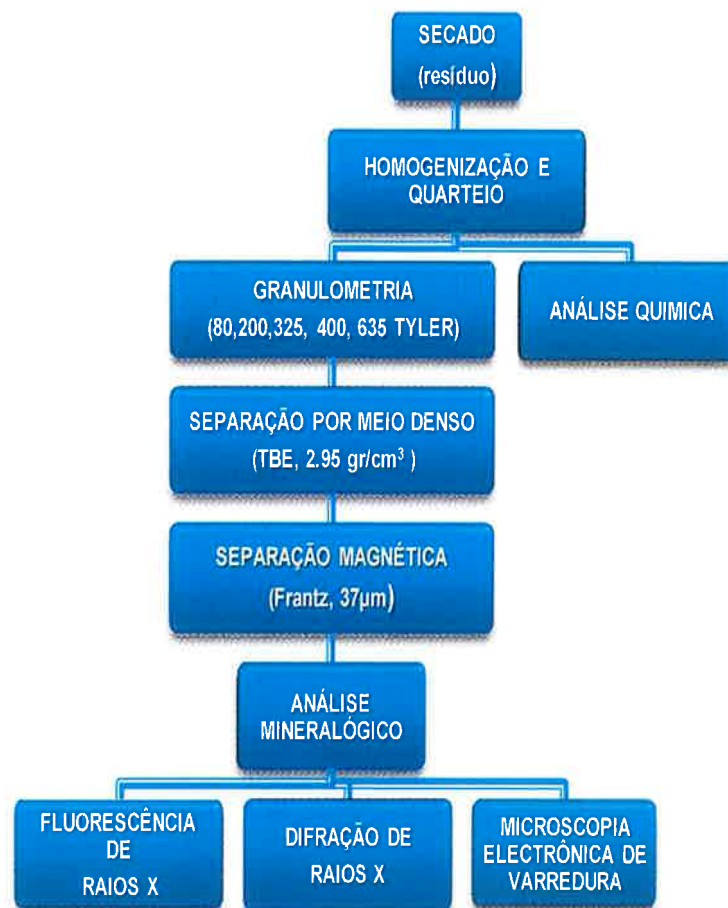 SECADO
(resíduo)
HOMOGENIZAÇÃO E
QUARTEIO
GRANULOMETRIA
(80,200,325, 400, 635 TYLER)
ANÁLISE QUIMICA
SEPARAÇÃO POR MEIO DENSO
(TBE, 2.95 gr/cm³ )
SEPARAÇÃO MAGNÉTICA
(Frantz, 37µm)
ANÁLISE
MINERALÓGICO
FLUORESCÊNCIA
DE
RAIOS X
DIFRAÇÃO DE
RAIOS X
MICROSCOPIA
ELECTRÔNICA DE
VARREDURA